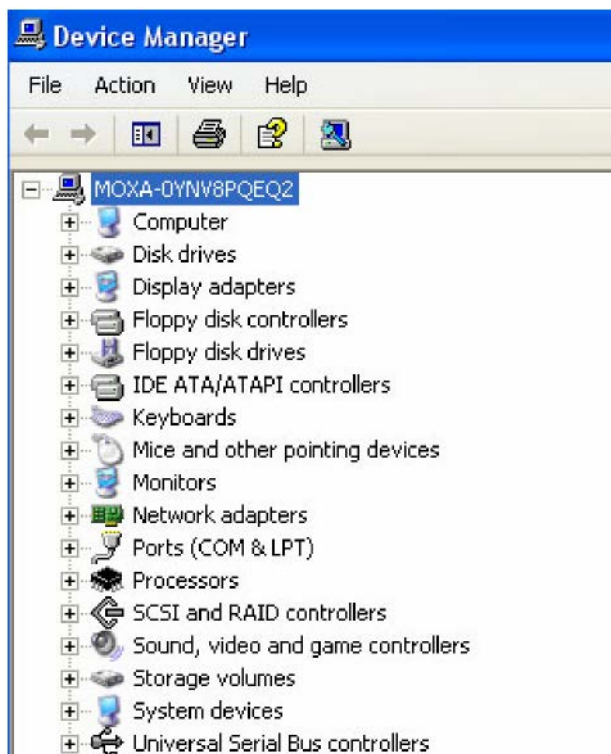 Device Manager
File Action View Help
MOXA-0YNV8PQEQ2
Computer
Disk drives
Display adapters
Floppy disk controllers
Floppy disk drives
IDE ATA/ATAPI controllers
Keyboards
Mice and other pointing devices
Monitors
Network adapters
Ports (COM & LPT)
Processors
SCSI and RAID controllers
Sound, video and game controllers
Storage volumes
System devices
Universal Serial Bus controllers